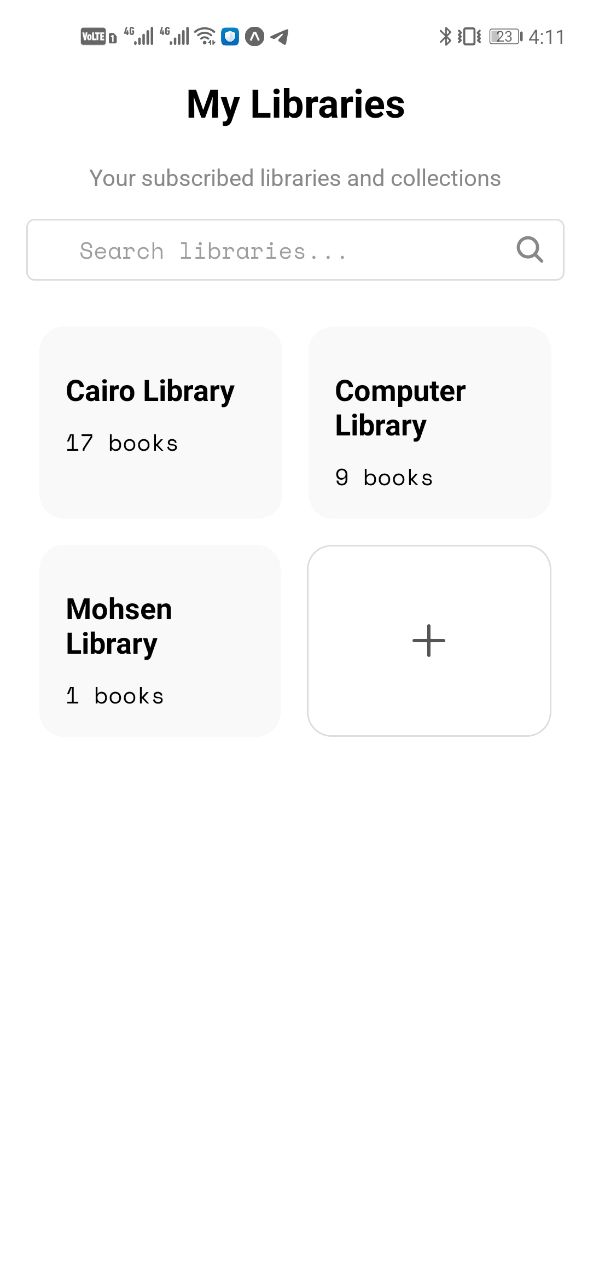 VoLTE 1 4G 4G 23 4:11
My Libraries
Your subscribed libraries and collections
Search libraries...
Cairo Library
17 books
Computer
Library
9 books
Mohsen
Library
1 books